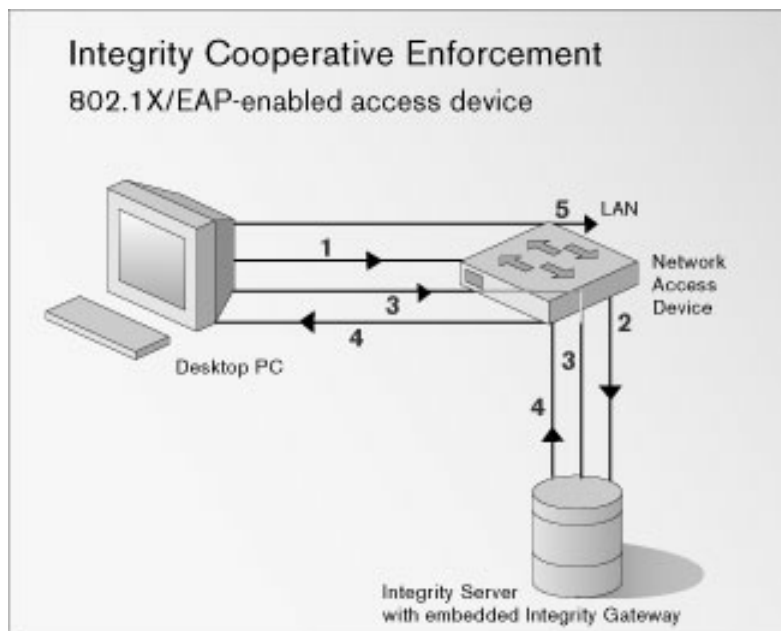 Integrity Cooperative Enforcement
802.1X/EAP-enabled access device
5
LAN
1
Network
Access
Device
3
2
4
Desktop PC
3
4
Integrity Server
with embedded Integrity Gateway